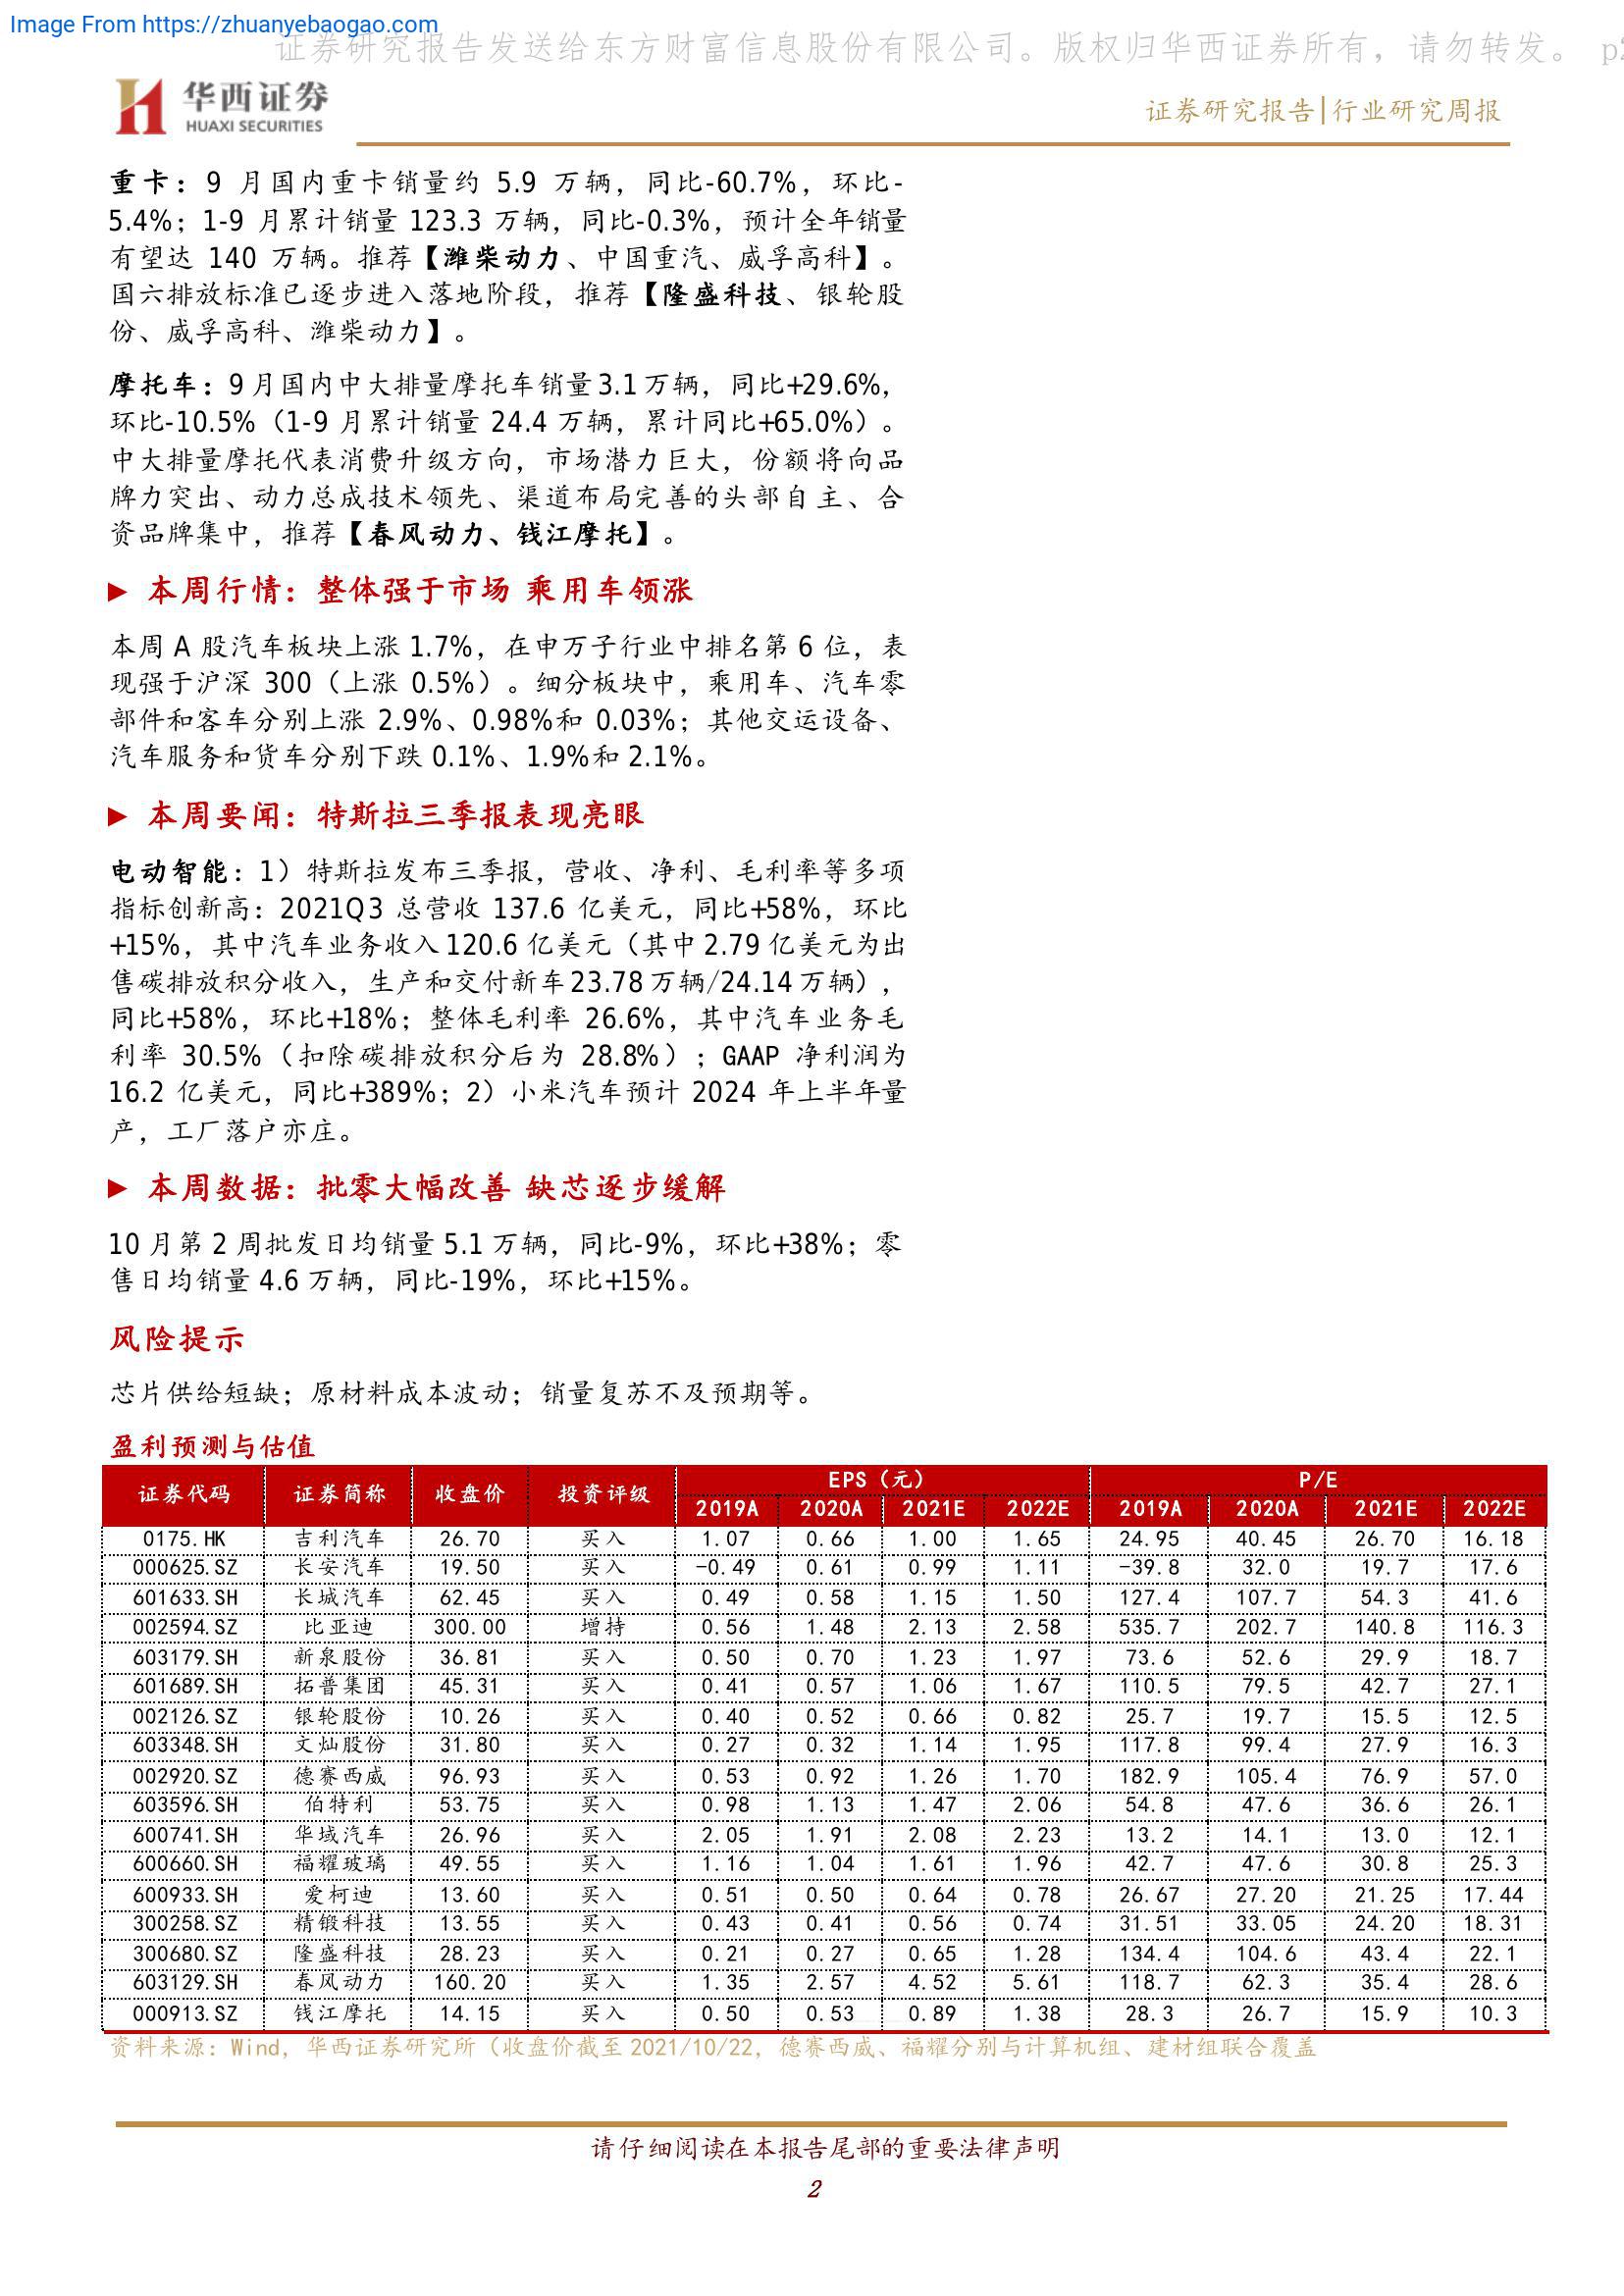 Image From https://zhuanyebaogao.com
证券研究报告发送给东方财富信息股份有限公司。版权归华西证券所有，请勿转发。 p2
华西证券
HUAXI SECURITIES
证券研究报告|行业研究周报
重卡：9 月国内重卡销量约 5.9 万辆，同比-60.7%，环比-
5.4%；1-9 月累计销量 123.3 万辆，同比-0.3%，预计全年销量
有望达 140 万辆。推荐【潍柴动力、中国重汽、威孚高科】。
国六排放标准已逐步进入落地阶段，推荐【隆盛科技、银轮股
份、威孚高科、潍柴动力】。
摩托车：9 月国内中大排量摩托车销量 3.1 万辆，同比+29.6%，
环比-10.5%（1-9 月累计销量 24.4 万辆，累计同比+65.0%）。
中大排量摩托代表消费升级方向，市场潜力巨大，份额将向品
牌力突出、动力总成技术领先、渠道布局完善的头部自主、合
资品牌集中，推荐【春风动力、钱江摩托】。
► 本周行情：整体强于市场 乘用车领涨
本周 A 股汽车板块上涨 1.7%，在申万子行业中排名第 6 位，表
现强于沪深 300（上涨 0.5%）。细分板块中，乘用车、汽车零
部件和客车分别上涨 2.9%、0.98%和 0.03%；其他交运设备、
汽车服务和货车分别下跌 0.1%、1.9%和 2.1%。
► 本周要闻：特斯拉三季报表现亮眼
电动智能：1）特斯拉发布三季报，营收、净利、毛利率等多项
指标创新高：2021Q3 总营收 137.6 亿美元，同比+58%，环比
+15%，其中汽车业务收入 120.6 亿美元（其中 2.79 亿美元为出
售碳排放积分收入，生产和交付新车 23.78 万辆/24.14 万辆），
同比+58%，环比+18%；整体毛利率 26.6%，其中汽车业务毛
利率 30.5%（扣除碳排放积分后为 28.8%）；GAAP 净利润为
16.2 亿美元，同比+389%；2）小米汽车预计 2024 年上半年量
产，工厂落户亦庄。
► 本周数据：批零大幅改善 缺芯逐步缓解
10 月第 2 周批发日均销量 5.1 万辆，同比-9%，环比+38%；零
售日均销量 4.6 万辆，同比-19%，环比+15%。
风险提示
芯片供给短缺；原材料成本波动；销量复苏不及预期等。
盈利预测与估值
证券代码 证券简称 收盘价 投资评级 EPS（元） P/E
2019A 2020A 2021E 2022E 2019A 2020A 2021E 2022E
0175.HK 吉利汽车 26.70 买入 1.07 0.66 1.00 1.65 24.95 40.45 26.70 16.18
000625.SZ 长安汽车 19.50 买入 -0.49 0.61 0.99 1.11 -39.8 32.0 19.7 17.6
601633.SH 长城汽车 62.45 买入 0.49 0.58 1.15 1.50 127.4 107.7 54.3 41.6
002594.SZ 比亚迪 300.00 增持 0.56 1.48 2.13 2.58 535.7 202.7 140.8 116.3
603179.SH 新泉股份 36.81 买入 0.50 0.70 1.23 1.97 73.6 52.6 29.9 18.7
601689.SH 拓普集团 45.31 买入 0.41 0.57 1.06 1.67 110.5 79.5 42.7 27.1
002126.SZ 银轮股份 10.26 买入 0.40 0.52 0.66 0.82 25.7 19.7 15.5 12.5
603348.SH 文灿股份 31.80 买入 0.27 0.32 1.14 1.95 117.8 99.4 27.9 16.3
002920.SZ 德赛西威 96.93 买入 0.53 0.92 1.26 1.70 182.9 105.4 76.9 57.0
603596.SH 伯特利 53.75 买入 0.98 1.13 1.47 2.06 54.8 47.6 36.6 26.1
600741.SH 华域汽车 26.96 买入 2.05 1.91 2.08 2.23 13.2 14.1 13.0 12.1
600660.SH 福耀玻璃 49.55 买入 1.16 1.04 1.61 1.96 42.7 47.6 30.8 25.3
600933.SH 爱柯迪 13.60 买入 0.51 0.50 0.64 0.78 26.67 27.20 21.25 17.44
300258.SZ 精锻科技 13.55 买入 0.43 0.41 0.56 0.74 31.51 33.05 24.20 18.31
300680.SZ 隆盛科技 28.23 买入 0.21 0.27 0.65 1.28 134.4 104.6 43.4 22.1
603129.SH 春风动力 160.20 买入 1.35 2.57 4.52 5.61 118.7 62.3 35.4 28.6
000913.SZ 钱江摩托 14.15 买入 0.50 0.53 0.89 1.38 28.3 26.7 15.9 10.3
资料来源：Wind，华西证券研究所（收盘价截至 2021/10/22，德赛西威、福耀分别与计算机组、建材组联合覆盖
请仔细阅读在本报告尾部的重要法律声明
2